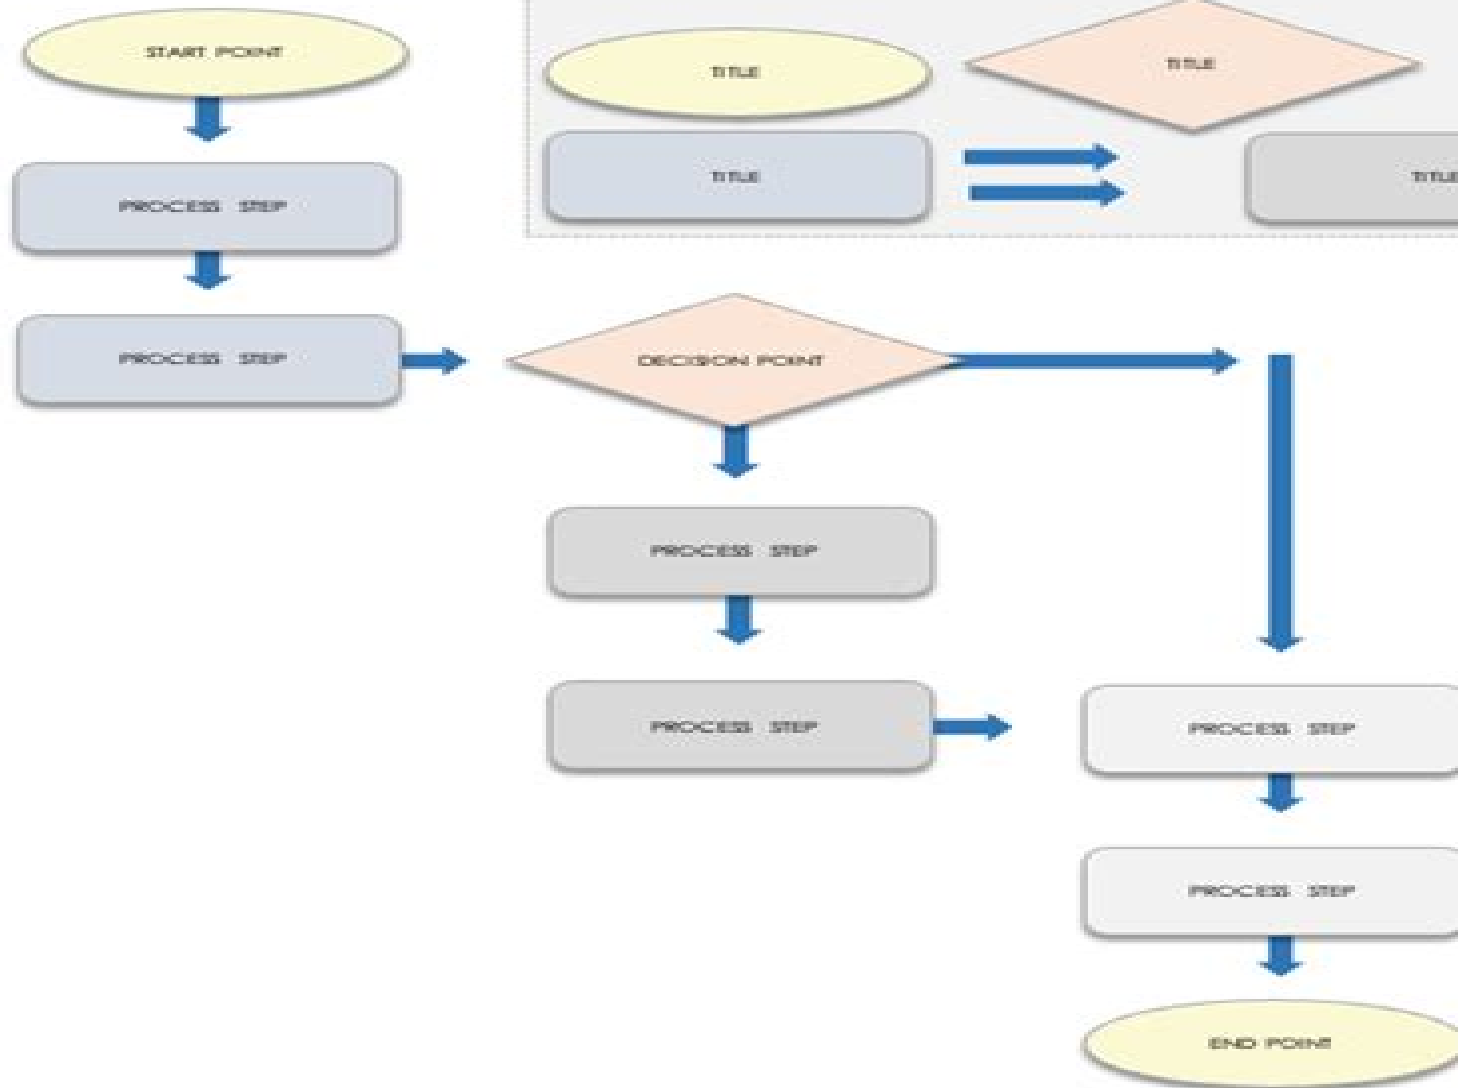 START POINT
TITLE
TITLE
TITLE
TITLE
PROCESS STEP
PROCESS STEP
DECISION POINT
PROCESS STEP
PROCESS STEP
PROCESS STEP
PROCESS STEP
END POINT